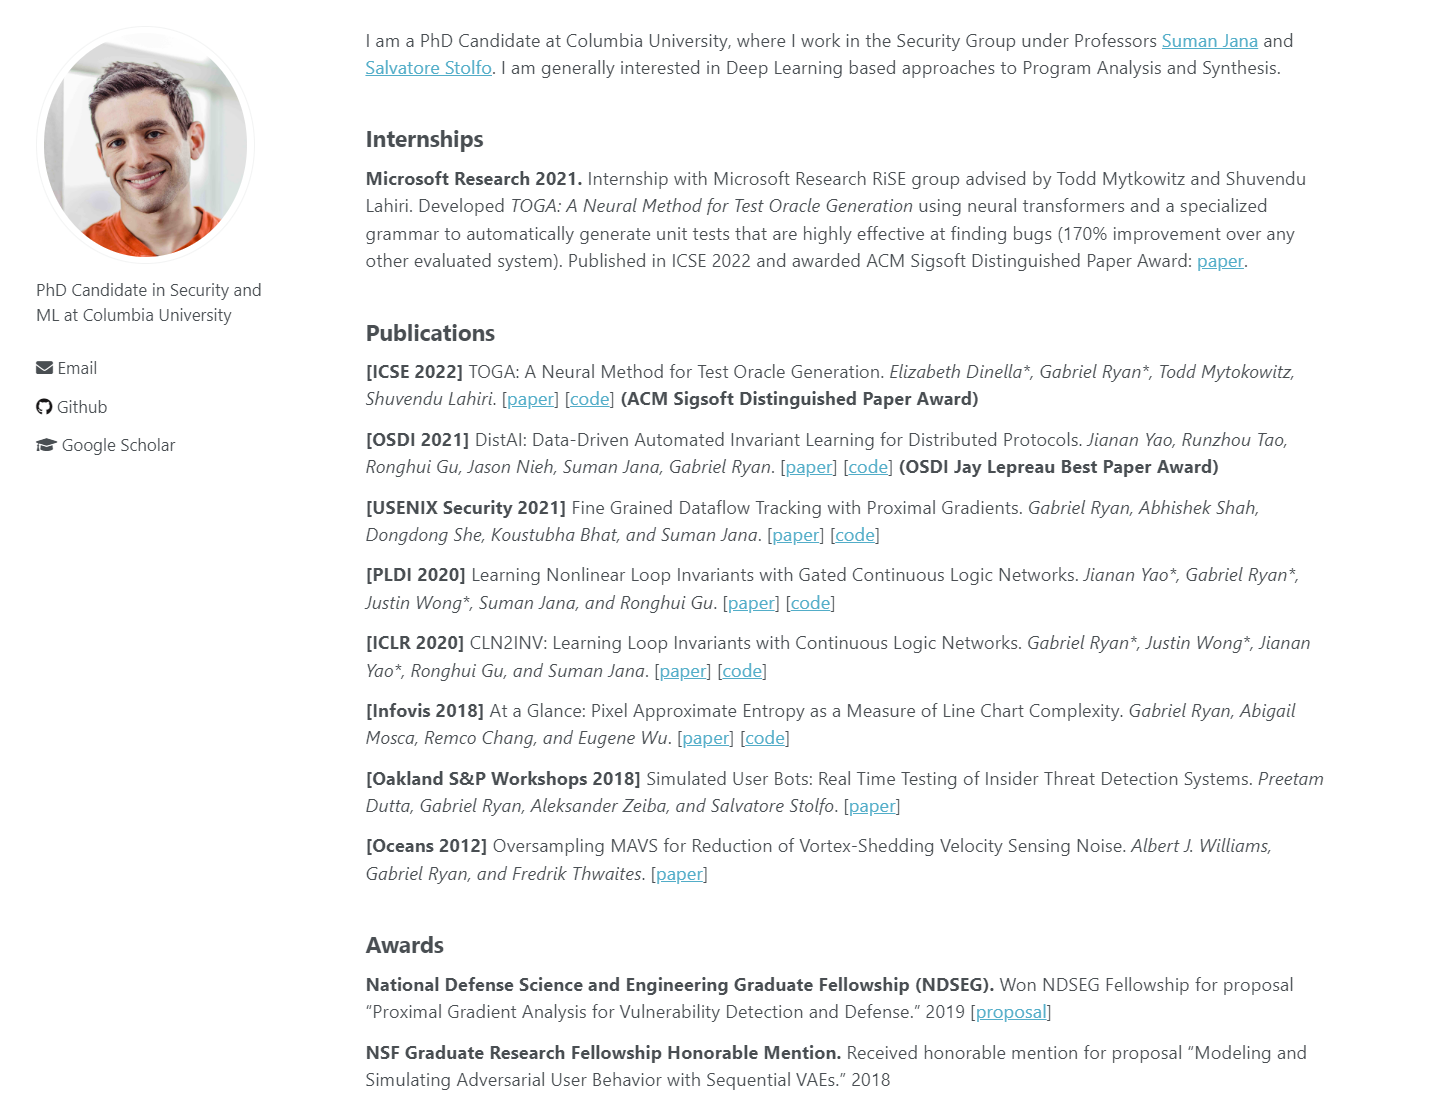 I am a PhD Candidate at Columbia University, where I work in the Security Group under Professors Suman Jana and
Salvatore Stolfo. I am generally interested in Deep Learning based approaches to Program Analysis and Synthesis.
PhD Candidate in Security and
ML at Columbia University
Email
Github
Google Scholar
Internships
Microsoft Research 2021. Internship with Microsoft Research RiSE group advised by Todd Mytkowitz and Shuvendu
Lahiri. Developed TOGA: A Neural Method for Test Oracle Generation using neural transformers and a specialized
grammar to automatically generate unit tests that are highly effective at finding bugs (170% improvement over any
other evaluated system). Published in ICSE 2022 and awarded ACM Sigsoft Distinguished Paper Award: paper.
Publications
[ICSE 2022] TOGA: A Neural Method for Test Oracle Generation. Elizabeth Dinella*, Gabriel Ryan*, Todd Mytokowitz,
Shuvendu Lahiri. [paper] [code] (ACM Sigsoft Distinguished Paper Award)
[OSDI 2021] DistAI: Data-Driven Automated Invariant Learning for Distributed Protocols. Jianan Yao, Runzhou Tao,
Ronghui Gu, Jason Nieh, Suman Jana, Gabriel Ryan. [paper] [code] (OSDI Jay Lepreau Best Paper Award)
[USENIX Security 2021] Fine Grained Dataflow Tracking with Proximal Gradients. Gabriel Ryan, Abhishek Shah,
Dongdong She, Koustubha Bhat, and Suman Jana. [paper] [code]
[PLDI 2020] Learning Nonlinear Loop Invariants with Gated Continuous Logic Networks. Jianan Yao*, Gabriel Ryan*,
Justin Wong*, Suman Jana, and Ronghui Gu. [paper] [code]
[ICLR 2020] CLN2INV: Learning Loop Invariants with Continuous Logic Networks. Gabriel Ryan*, Justin Wong*, Jianan
Yao*, Ronghui Gu, and Suman Jana. [paper] [code]
[Infovis 2018] At a Glance: Pixel Approximate Entropy as a Measure of Line Chart Complexity. Gabriel Ryan, Abigail
Mosca, Remco Chang, and Eugene Wu. [paper] [code]
[Oakland S&P Workshops 2018] Simulated User Bots: Real Time Testing of Insider Threat Detection Systems. Preetam
Dutta, Gabriel Ryan, Aleksander Zeiba, and Salvatore Stolfo. [paper]
[Oceans 2012] Oversampling MAVS for Reduction of Vortex-Shedding Velocity Sensing Noise. Albert J. Williams,
Gabriel Ryan, and Fredrik Thwaites. [paper]
Awards
National Defense Science and Engineering Graduate Fellowship (NDSEG). Won NDSEG Fellowship for proposal
“Proximal Gradient Analysis for Vulnerability Detection and Defense.” 2019 [proposal]
NSF Graduate Research Fellowship Honorable Mention. Received honorable mention for proposal “Modeling and
Simulating Adversarial User Behavior with Sequential VAEs.” 2018